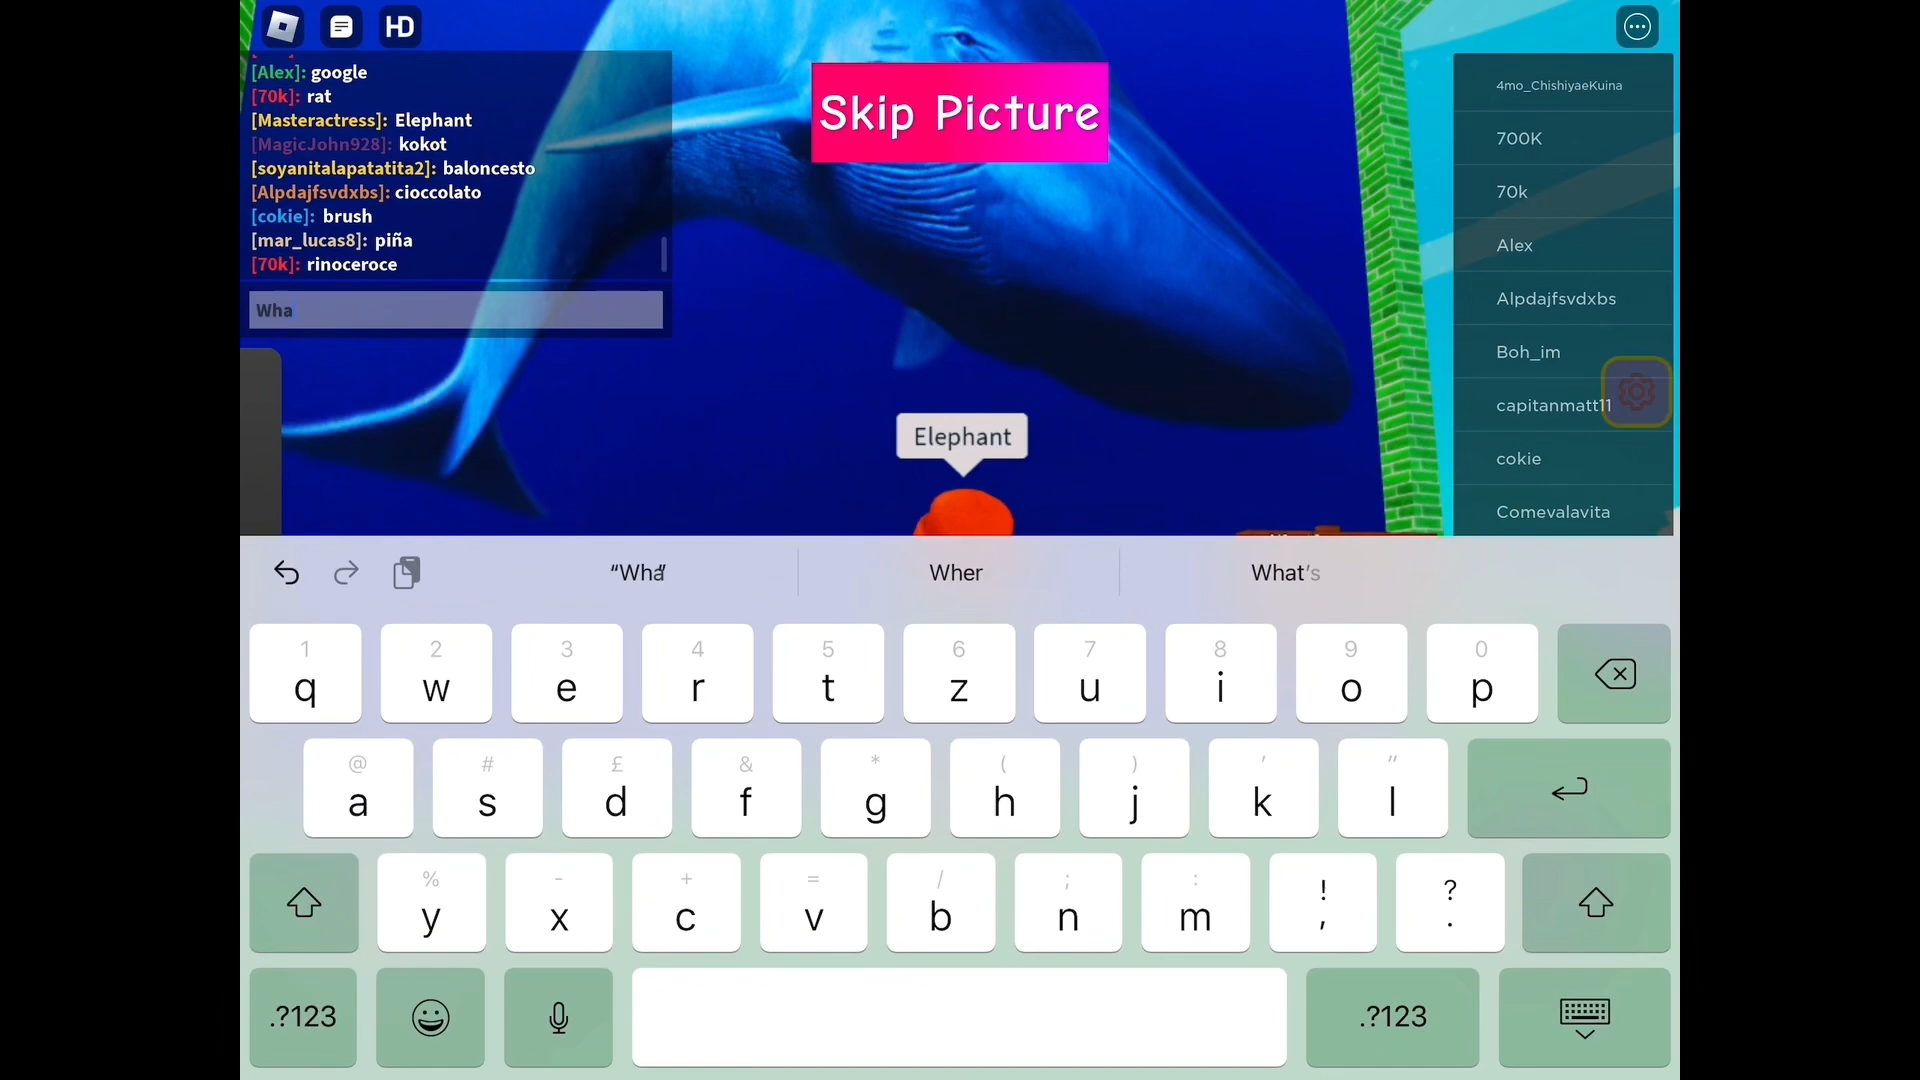 HD
[Alex]: google
[70k]: rat
[Masteractress]: Elephant
[MagicJohn928]: kokot
[soyanitalapatatita2]: baloncesto
[Alpdajfsvdxbs]: cioccolato
[cokie]: brush
[mar_lucas8]: piña
[70k]: rinoceroce
Wha
Skip Picture
Elephant
4mo_ChishiyaeKuina
700K
70k
Alex
Alpdajfsvdxbs
Boh_im
capitanmatt11
cokie
Comevalavita
“Wha” Wher What's
1 2 3 4 5 6 7 8 9 0
q w e r t z u i o p
@ # £ & * ( ) ' "
a s d f g h j k l
% - + = / ; : ! ?
y x c v b n m , .
.?123 .?123